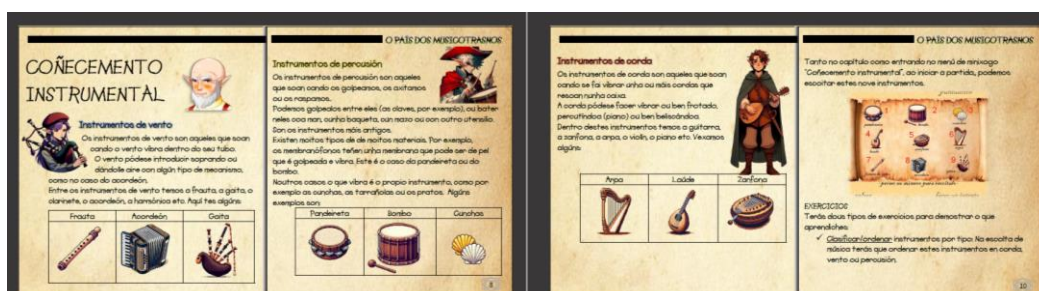 COÑECEMENTO
INSTRUMENTAL
Instrumentos de vento
Os instrumentos de vento son aqueles que soan
cando o vento vibra dentro do seu tubo.
O vento pódese introducir soprando ou
dándolle aire con algún tipo de mecanismo,
como no caso do acordeón.
Entre os instrumentos de vento temos a frauta, a gaita, o
clarinete, o acordeón, a harmónica etc. Aquí tes algúns:
Frauta Acordeón Gaita
O PAÍS DOS MUSICOTRASNOS
Instrumentos de percusión
Os instrumentos de percusión son aqueles
que soan cando os golpeamos, os axitamos
ou os raspamos.
Podemos golpealos entre eles (as claves, por exemplo), ou bater
neles coa man, cunha baqueta, cun mazo ou con outro utensilio.
Son os instrumentos máis antigos.
Existen moitos tipos de de moitos materiais. Por exemplo,
os membranófonos teñen unha membrana que pode ser de pel
que é golpeada e vibra. Este é o caso da pandeireta ou do
bombo.
Noutros casos o que vibra é o propio instrumento, como por
exemplo as cunchas, as tarrañolas ou os pratos. Algúns
exemplos son:
Pandeireta Bombo Cunchas
8
Instrumentos de corda
Os instrumentos de corda son aqueles que soan
cando se fai vibrar unha ou máis cordas que
resoan nunha caixa.
A corda pódese facer vibrar ou ben frotado,
percutindoa (piano) ou ben beliscándoa.
Dentro destes instrumentos temos a guitarra,
a zanfona, a arpa, o violín, o piano etc. Vexamos
algúns:
Arpa Laúde Zanfona
O PAÍS DOS MUSICOTRASNOS
Tanto no capítulo como entrando no menú de minixogo
"Coñecemento instrumental", ao iniciar a partida, podemos
escoitar estes nove instrumentos.
EXERCICIOS
Terás dous tipos de exercicios para demostrar o que
aprendiches:
✓ Clasificar/ordenar instrumentos por tipo: Na escoita de
música terás que ordenar estes instrumentos en corda,
vento ou percusión.
10